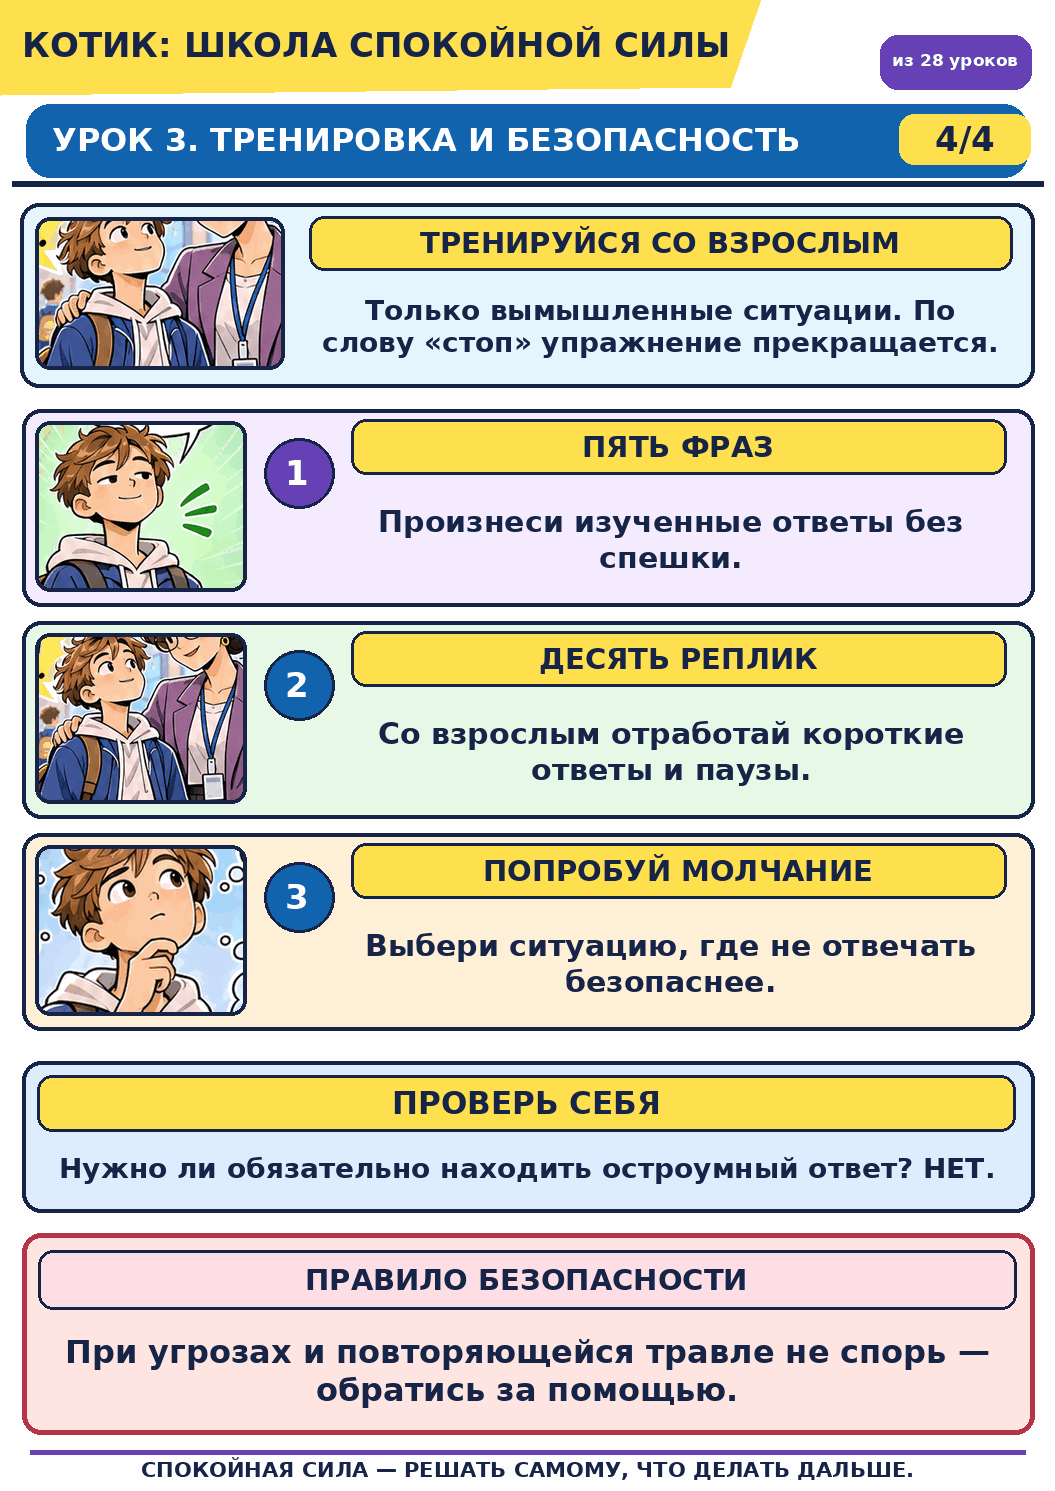 КОТИК: ШКОЛА СПОКОЙНОЙ СИЛЫ
из 28 уроков
УРОК 3. ТРЕНИРОВКА И БЕЗОПАСНОСТЬ
4/4
ТРЕНИРУЙСЯ СО ВЗРОСЛЫМ
Только вымышленные ситуации. По
слову «стоп» упражнение прекращается.
1
ПЯТЬ ФРАЗ
Произнеси изученные ответы без
спешки.
2
ДЕСЯТЬ РЕПЛИК
Со взрослым отработай короткие
ответы и паузы.
3
ПОПРОБУЙ МОЛЧАНИЕ
Выбери ситуацию, где не отвечать
безопаснее.
ПРОВЕРЬ СЕБЯ
Нужно ли обязательно находить остроумный ответ? НЕТ.
ПРАВИЛО БЕЗОПАСНОСТИ
При угрозах и повторяющейся травле не спорь —
обратись за помощью.
СПОКОЙНАЯ СИЛА — РЕШАТЬ САМОМУ, ЧТО ДЕЛАТЬ ДАЛЬШЕ.